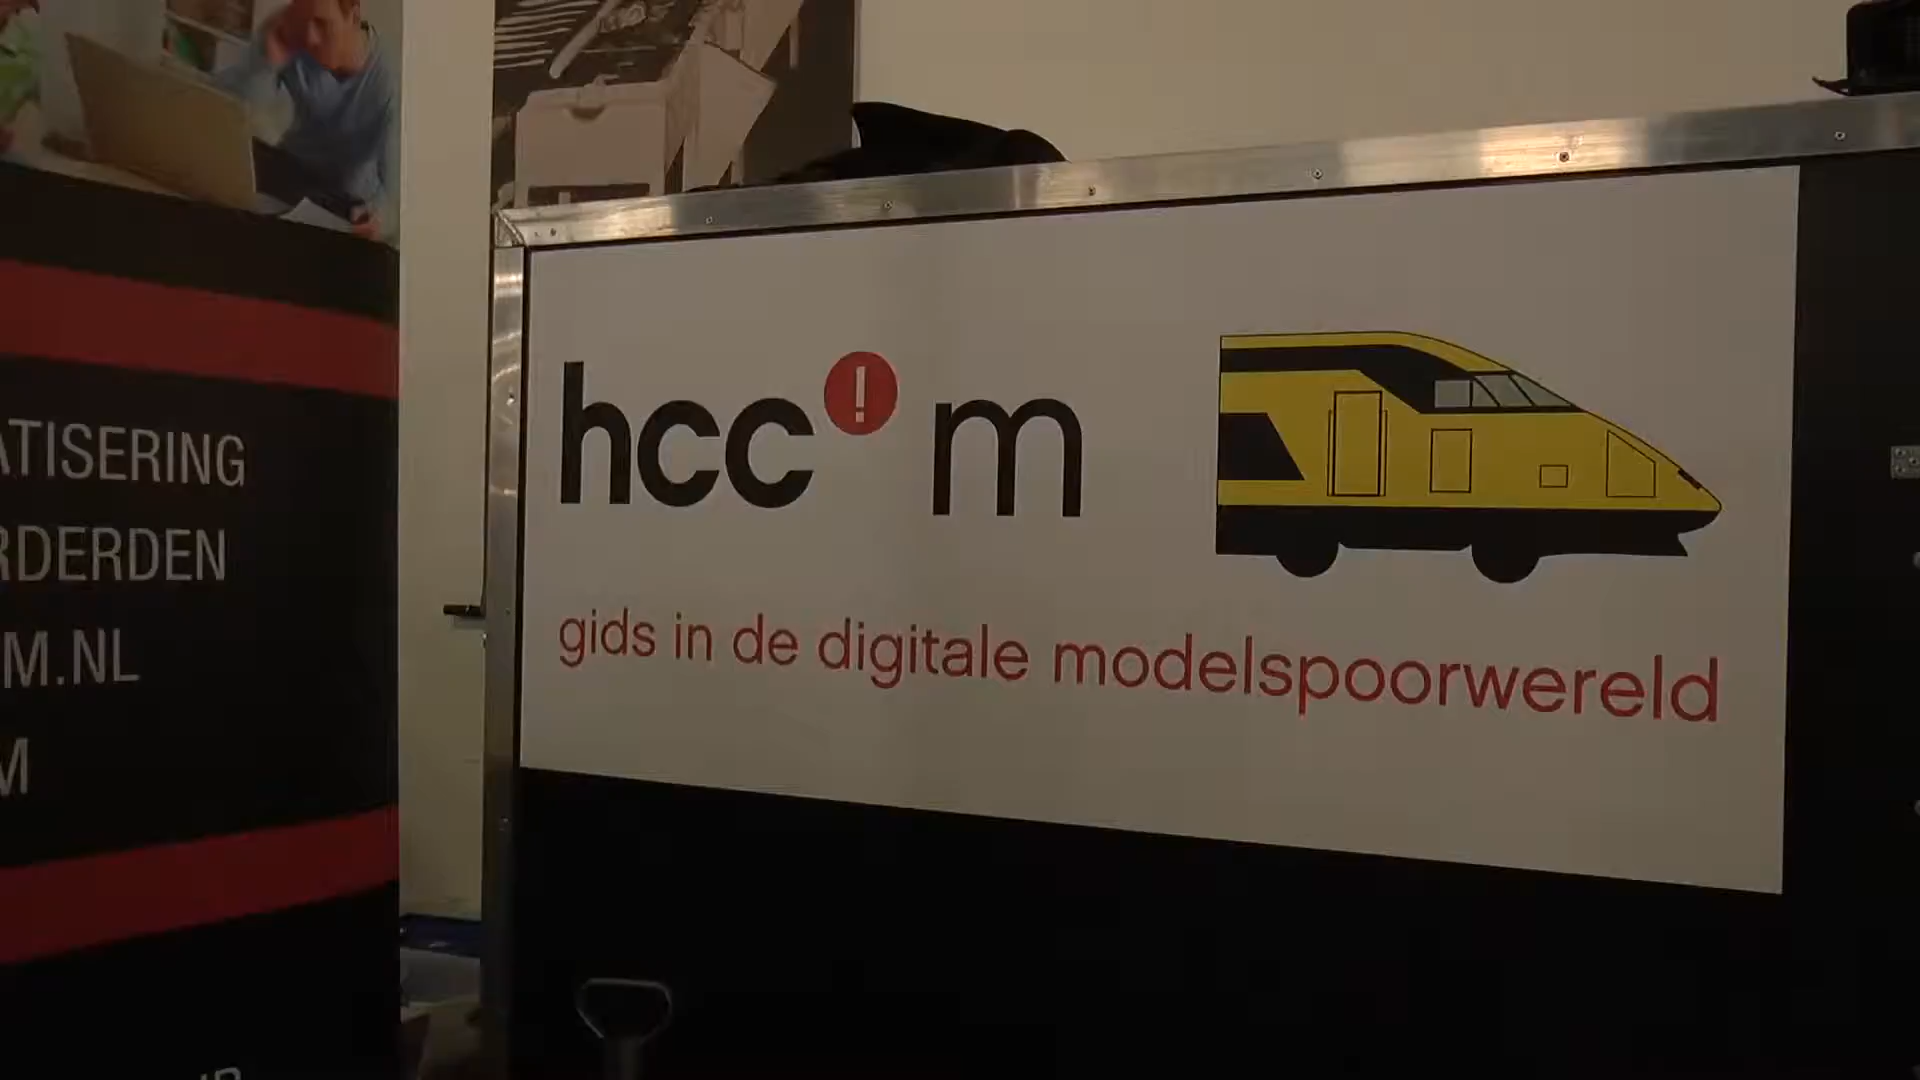 ATISERING
RDERDEN
M.NL
M
hcc! m
gids in de digitale modelspoorwereld